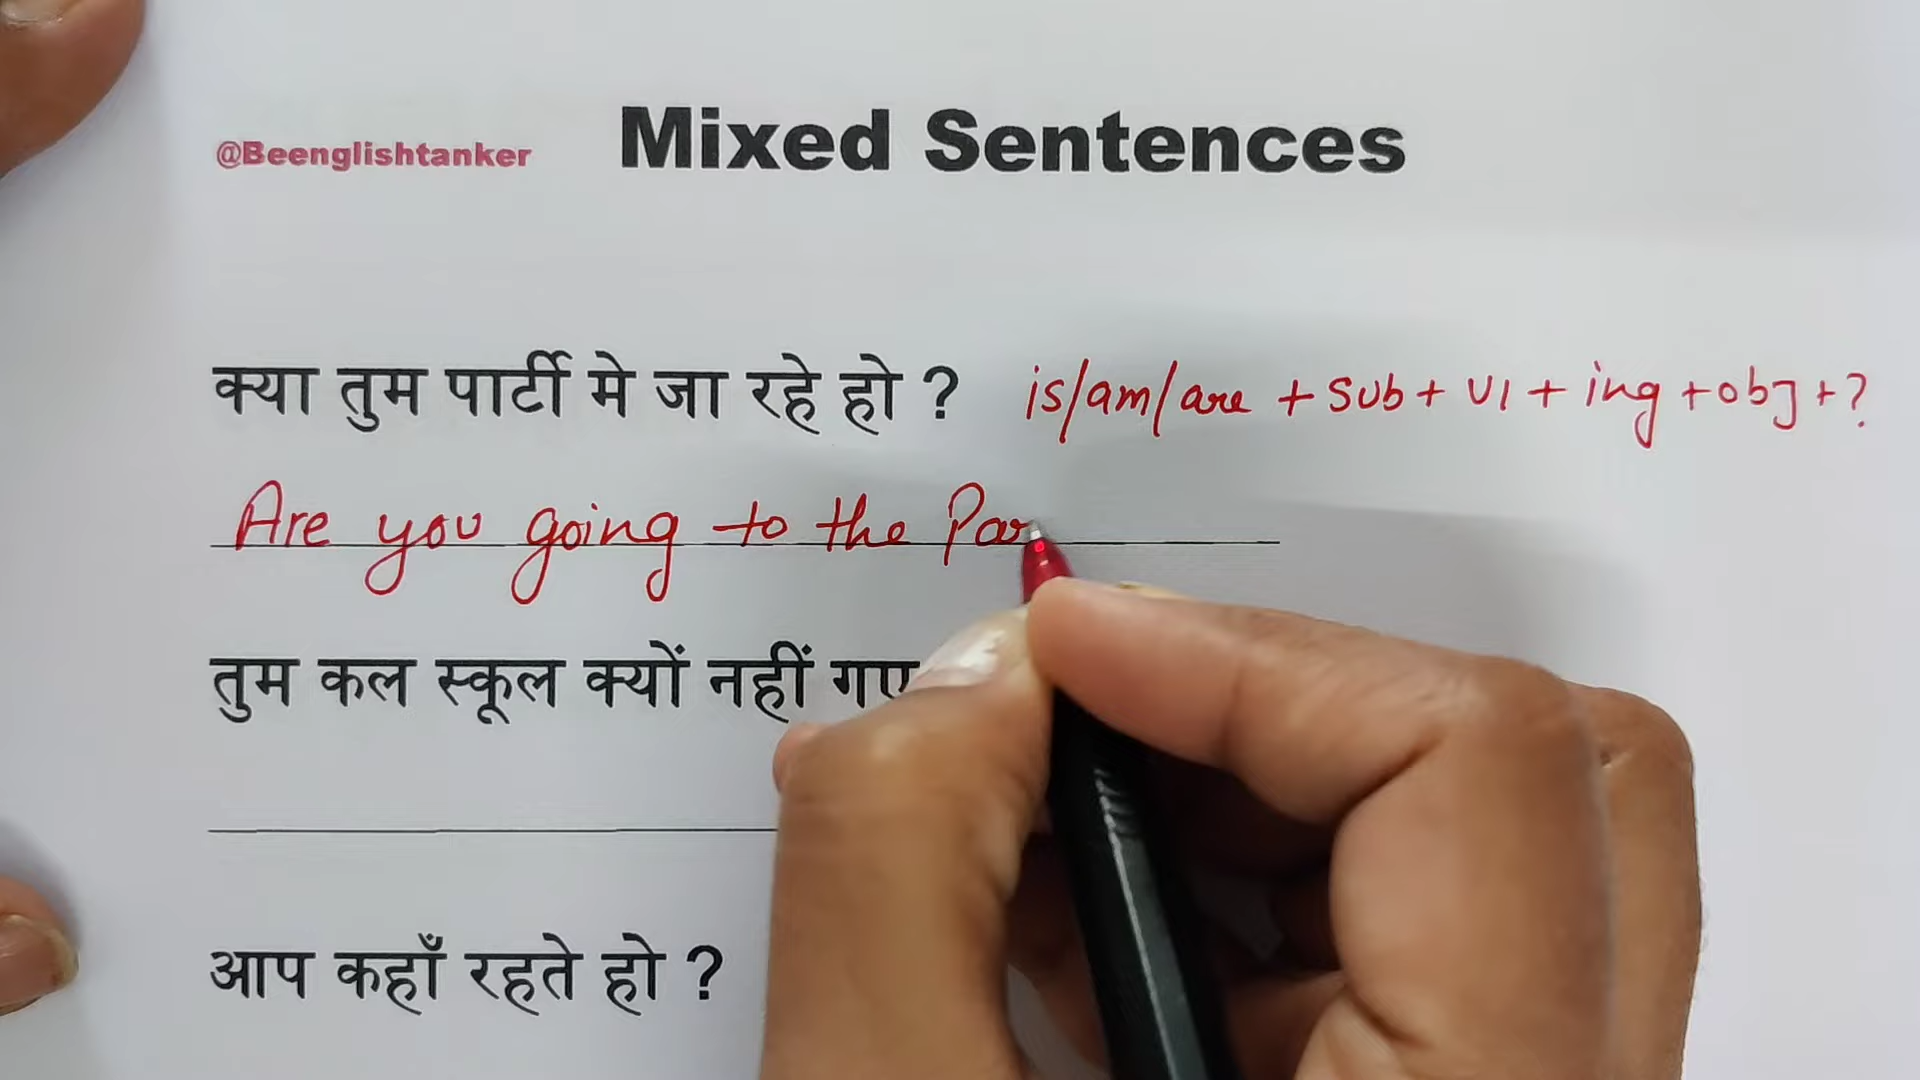 @Beenglishtanker Mixed Sentences
क्या तुम पार्टी मे जा रहे हो ? is/am/are + Sub + V1 + ing + obj + ?
Are you going to the Par
तुम कल स्कूल क्यों नहीं गए
आप कहाँ रहते हो ?